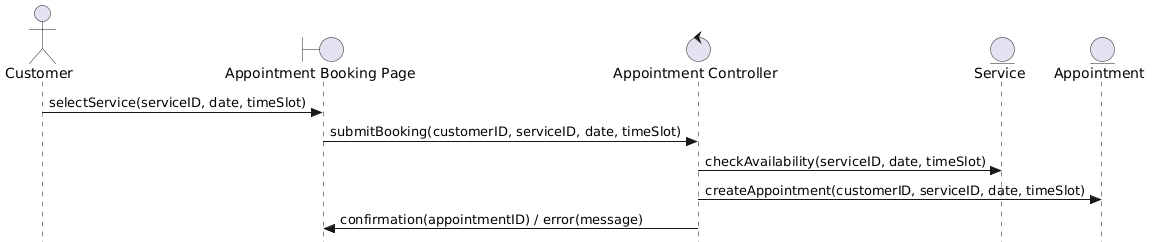 Customer
Appointment Booking Page
Appointment Controller
Service
Appointment
selectService(serviceID, date, timeSlot)
submitBooking(customerID, serviceID, date, timeSlot)
checkAvailability(serviceID, date, timeSlot)
createAppointment(customerID, serviceID, date, timeSlot)
confirmation(appointmentID) / error(message)